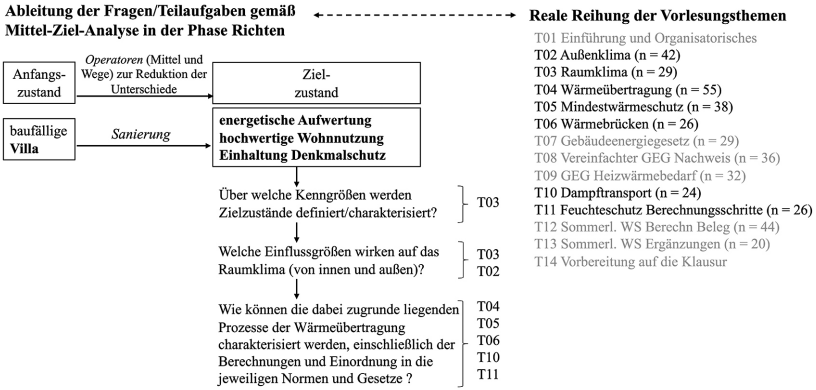 Ableitung der Fragen/Teilaufgaben gemäß
Mittel-Ziel-Analyse in der Phase Richten
Operatoren (Mittel und
Wege) zur Reduktion der
Unterschiede
Anfangs-
zustand
Ziel-
zustand
baufällige
Villa
Sanierung
energetische Aufwertung
hochwertige Wohnnutzung
Einhaltung Denkmalschutz
Über welche Kenngrößen werden
Zielzustände definiert/charakterisiert?
T03
Welche Einflussgrößen wirken auf das
Raumklima (von innen und außen)?
T03
T02
Wie können die dabei zugrunde liegenden
Prozesse der Wärmeübertragung
charakterisiert werden, einschließlich der
Berechnungen und Einordnung in die
jeweiligen Normen und Gesetze ?
T04
T05
T06
T10
T11
Reale Reihung der Vorlesungsthemen
T01 Einführung und Organisatorisches
T02 Außenklima (n = 42)
T03 Raumklima (n = 29)
T04 Wärmeübertragung (n = 55)
T05 Mindestwärmeschutz (n = 38)
T06 Wärmebrücken (n = 26)
T07 Gebäudeenergiegesetz (n = 29)
T08 Vereinfachter GEG Nachweis (n = 36)
T09 GEG Heizwärmebedarf (n = 32)
T10 Dampftransport (n = 24)
T11 Feuchteschutz Berechnungsschritte (n = 26)
T12 Sommerl. WS Berechn Beleg (n = 44)
T13 Sommerl. WS Ergänzungen (n = 20)
T14 Vorbereitung auf die Klausur